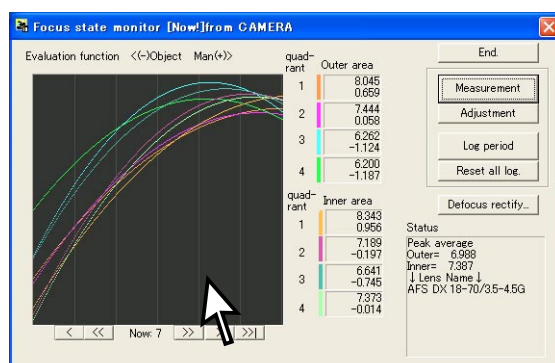 Focus state monitor [Now!]from CAMERA
Evaluation function <(-)Object Man(+)>
quad-
rant
Outer area
1 8.045
0.659
2 7.444
0.058
3 6.262
-1.124
4 6.200
-1.187
quad-
rant
Inner area
1 8.343
0.956
2 7.189
-0.197
3 6.641
-0.745
4 7.373
-0.014
< << Now: 7 >> > >>|
End.
Measurement
Adjustment
Log period
Reset all log.
Defocus rectify...
Status
Peak average
Outer= 6.988
Inner= 7.387
↓Lens Name↓
AFS DX 18-70/3.5-4.5G